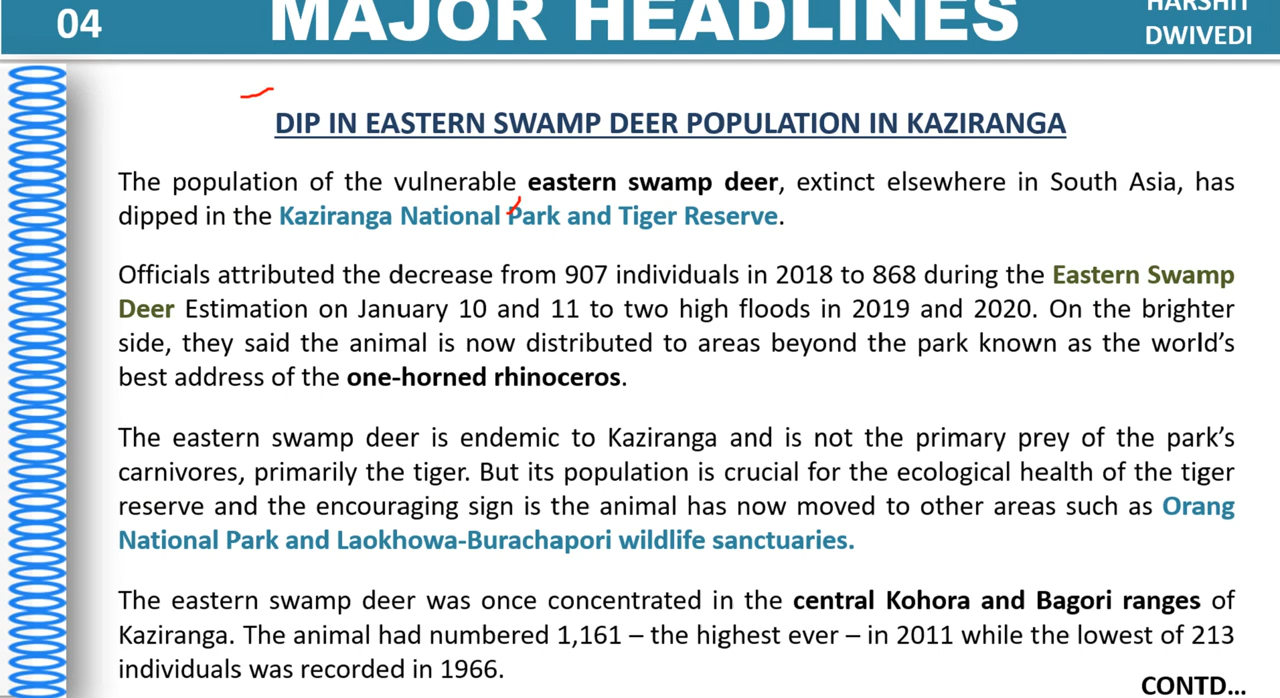 04
MAJOR HEADLINES
HARSHIT
DWIVEDI
DIP IN EASTERN SWAMP DEER POPULATION IN KAZIRANGA
The population of the vulnerable eastern swamp deer, extinct elsewhere in South Asia, has
dipped in the Kaziranga National Park and Tiger Reserve.
Officials attributed the decrease from 907 individuals in 2018 to 868 during the Eastern Swamp
Deer Estimation on January 10 and 11 to two high floods in 2019 and 2020. On the brighter
side, they said the animal is now distributed to areas beyond the park known as the world’s
best address of the one-horned rhinoceros.
The eastern swamp deer is endemic to Kaziranga and is not the primary prey of the park’s
carnivores, primarily the tiger. But its population is crucial for the ecological health of the tiger
reserve and the encouraging sign is the animal has now moved to other areas such as Orang
National Park and Laokhowa-Burachapori wildlife sanctuaries.
The eastern swamp deer was once concentrated in the central Kohora and Bagori ranges of
Kaziranga. The animal had numbered 1,161 – the highest ever – in 2011 while the lowest of 213
individuals was recorded in 1966.
CONTD...